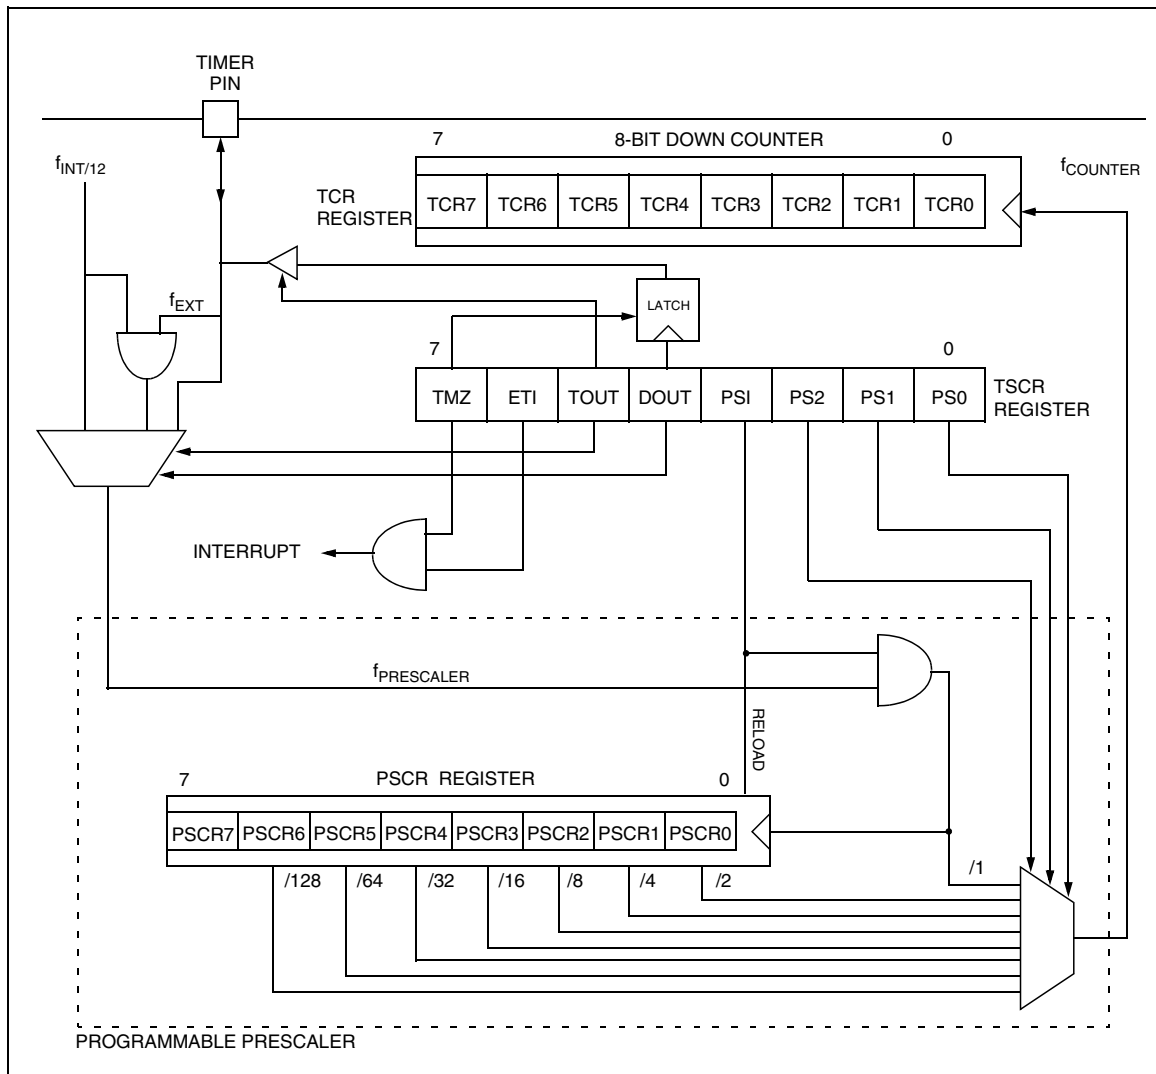 TIMER
PIN
7 8-BIT DOWN COUNTER 0
fINT/12
fCOUNTER
TCR
REGISTER
TCR7 TCR6 TCR5 TCR4 TCR3 TCR2 TCR1 TCR0
fEXT
LATCH
7 0
TMZ ETI TOUT DOUT PSI PS2 PS1 PS0
TSCR
REGISTER
INTERRUPT
fPRESCALER
RELOAD
7 PSCR REGISTER 0
PSCR7 PSCR6 PSCR5 PSCR4 PSCR3 PSCR2 PSCR1 PSCR0
/128 /64 /32 /16 /8 /4 /2 /1
PROGRAMMABLE PRESCALER